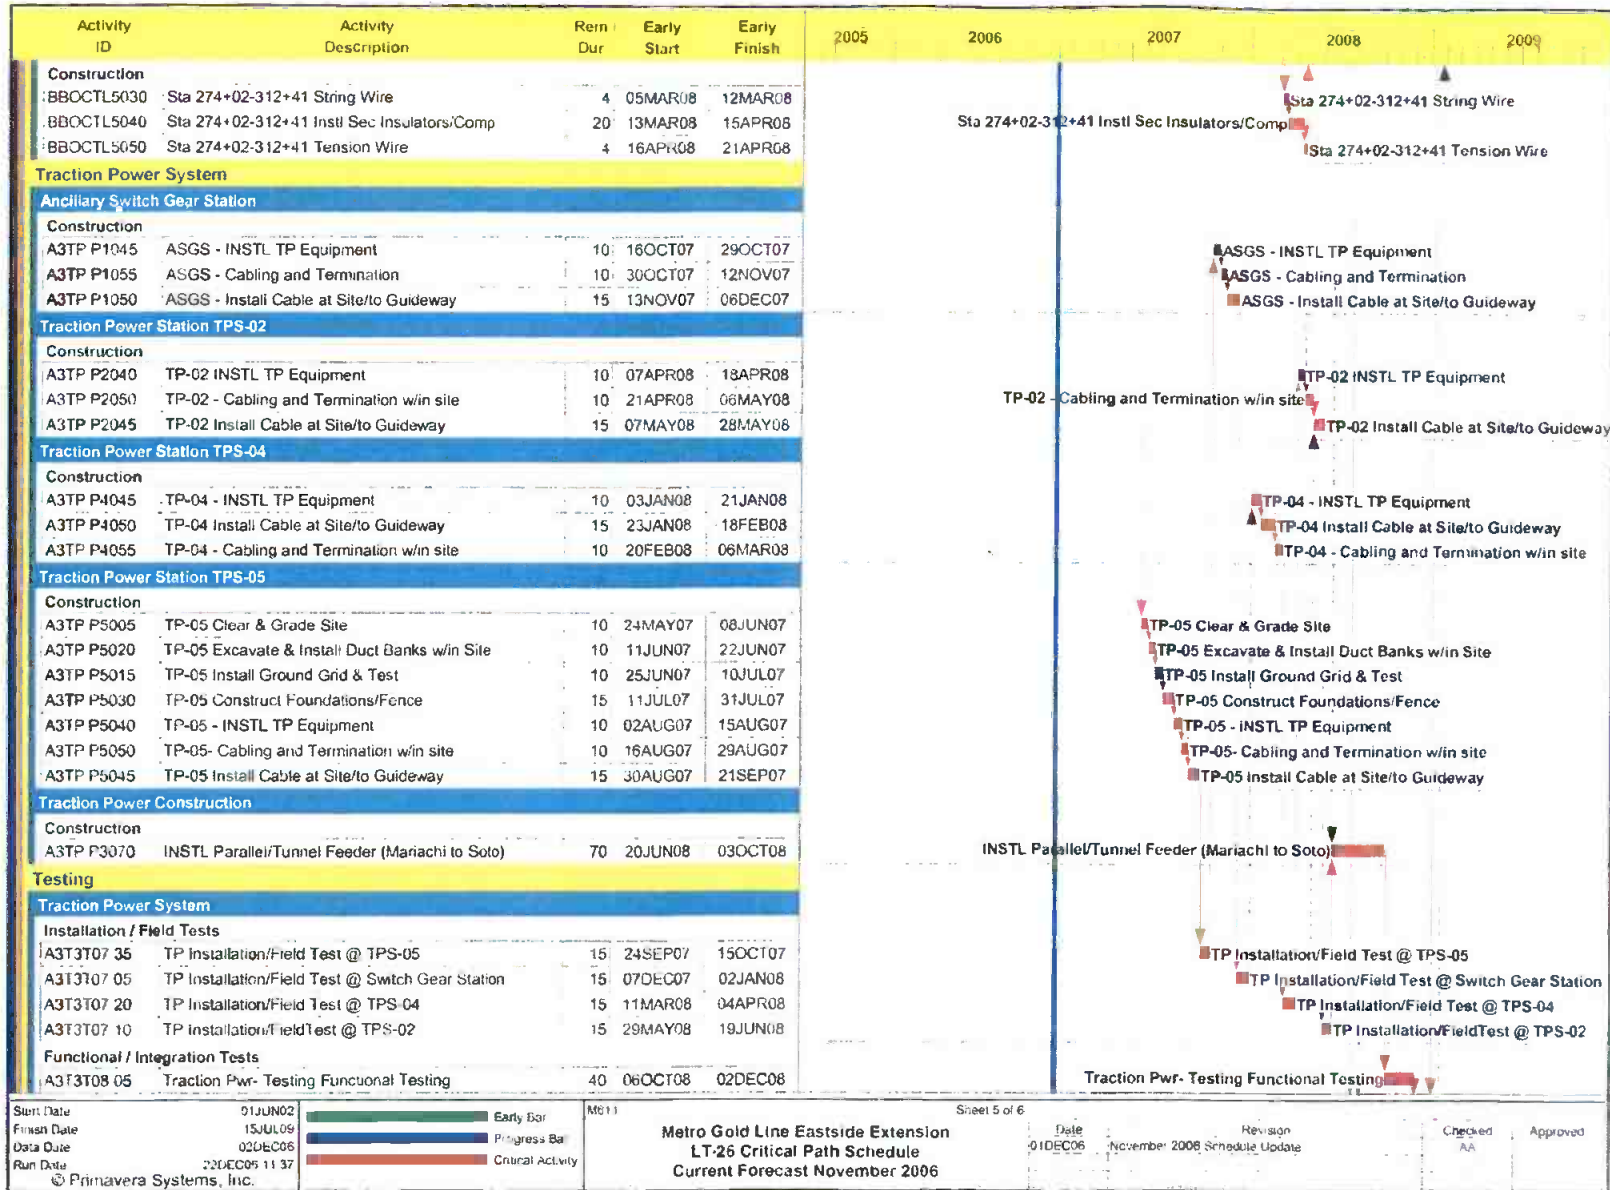 Activity ID Activity Description Rem Dur Early Start Early Finish 2005 2006 2007 2008 2009
Construction
BBOCTL5030 Sta 274+02-312+41 String Wire 4 05MAR08 12MAR08 Sta 274+02-312+41 String Wire
BBOCTL5040 Sta 274+02-312+41 Instl Sec Insulators/Comp 20 13MAR08 15APR08 Sta 274+02-312+41 Instl Sec Insulators/Comp
BBOCTL5050 Sta 274+02-312+41 Tension Wire 4 16APR08 21APR08 Sta 274+02-312+41 Tension Wire
Traction Power System
Ancillary Switch Gear Station
Construction
A3TP P1045 ASGS - INSTL TP Equipment 10 16OCT07 29OCT07 ASGS - INSTL TP Equipment
A3TP P1055 ASGS - Cabling and Termination 10 30OCT07 12NOV07 ASGS - Cabling and Termination
A3TP P1050 ASGS - Install Cable at Site/to Guideway 15 13NOV07 06DEC07 ASGS - Install Cable at Site/to Guideway
Traction Power Station TPS-02
Construction
A3TP P2040 TP-02 INSTL TP Equipment 10 07APR08 18APR08 TP-02 INSTL TP Equipment
A3TP P2050 TP-02 - Cabling and Termination w/in site 10 21APR08 06MAY08 TP-02 - Cabling and Termination w/in site
A3TP P2045 TP-02 Install Cable at Site/to Guideway 15 07MAY08 28MAY08 TP-02 Install Cable at Site/to Guideway
Traction Power Station TPS-04
Construction
A3TP P4045 TP-04 - INSTL TP Equipment 10 03JAN08 21JAN08 TP-04 - INSTL TP Equipment
A3TP P4050 TP-04 Install Cable at Site/to Guideway 15 23JAN08 18FEB08 TP-04 Install Cable at Site/to Guideway
A3TP P4055 TP-04 - Cabling and Termination w/in site 10 20FEB08 06MAR08 TP-04 - Cabling and Termination w/in site
Traction Power Station TPS-05
Construction
A3TP P5005 TP-05 Clear & Grade Site 10 24MAY07 08JUN07 TP-05 Clear & Grade Site
A3TP P5020 TP-05 Excavate & Install Duct Banks w/in Site 10 11JUN07 22JUN07 TP-05 Excavate & Install Duct Banks w/in Site
A3TP P5015 TP-05 Install Ground Grid & Test 10 25JUN07 10JUL07 TP-05 Install Ground Grid & Test
A3TP P5030 TP-05 Construct Foundations/Fence 15 11JUL07 31JUL07 TP-05 Construct Foundations/Fence
A3TP P5040 TP-05 - INSTL TP Equipment 10 02AUG07 15AUG07 TP-05 - INSTL TP Equipment
A3TP P5050 TP-05- Cabling and Termination w/in site 10 16AUG07 29AUG07 TP-05- Cabling and Termination w/in site
A3TP P5045 TP-05 Install Cable at Site/to Guideway 15 30AUG07 21SEP07 TP-05 Install Cable at Site/to Guideway
Traction Power Construction
Construction
A3TP P3070 INSTL Parallel/Tunnel Feeder (Mariachi to Soto) 70 20JUN08 03OCT08 INSTL Parallel/Tunnel Feeder (Mariachi to Soto)
Testing
Traction Power System
Installation / Field Tests
A3T3T07 35 TP Installation/Field Test @ TPS-05 15 24SEP07 15OCT07 TP Installation/Field Test @ TPS-05
A3T3T07 05 TP Installation/Field Test @ Switch Gear Station 15 07DEC07 02JAN08 TP Installation/Field Test @ Switch Gear Station
A3T3T07 20 TP Installation/Field Test @ TPS-04 15 11MAR08 04APR08 TP Installation/Field Test @ TPS-04
A3T3T07 10 TP Installation/FieldTest @ TPS-02 15 29MAY08 19JUN08 TP Installation/FieldTest @ TPS-02
Functional / Integration Tests
A3T3T08 05 Traction Pwr- Testing Functional Testing 40 06OCT08 02DEC08 Traction Pwr- Testing Functional Testing
Start Date 01JUN02 Early Bar M611 Sheet 5 of 6
Finish Date 15JUL09 Progress Bar
Data Date 02DEC06 Critical Activity
Run Date 22DEC06 11:37
© Primavera Systems, Inc.
Metro Gold Line Eastside Extension
LT-26 Critical Path Schedule
Current Forecast November 2006
Date Revision Checked Approved
01DEC06 November 2006 Schedule Update AA